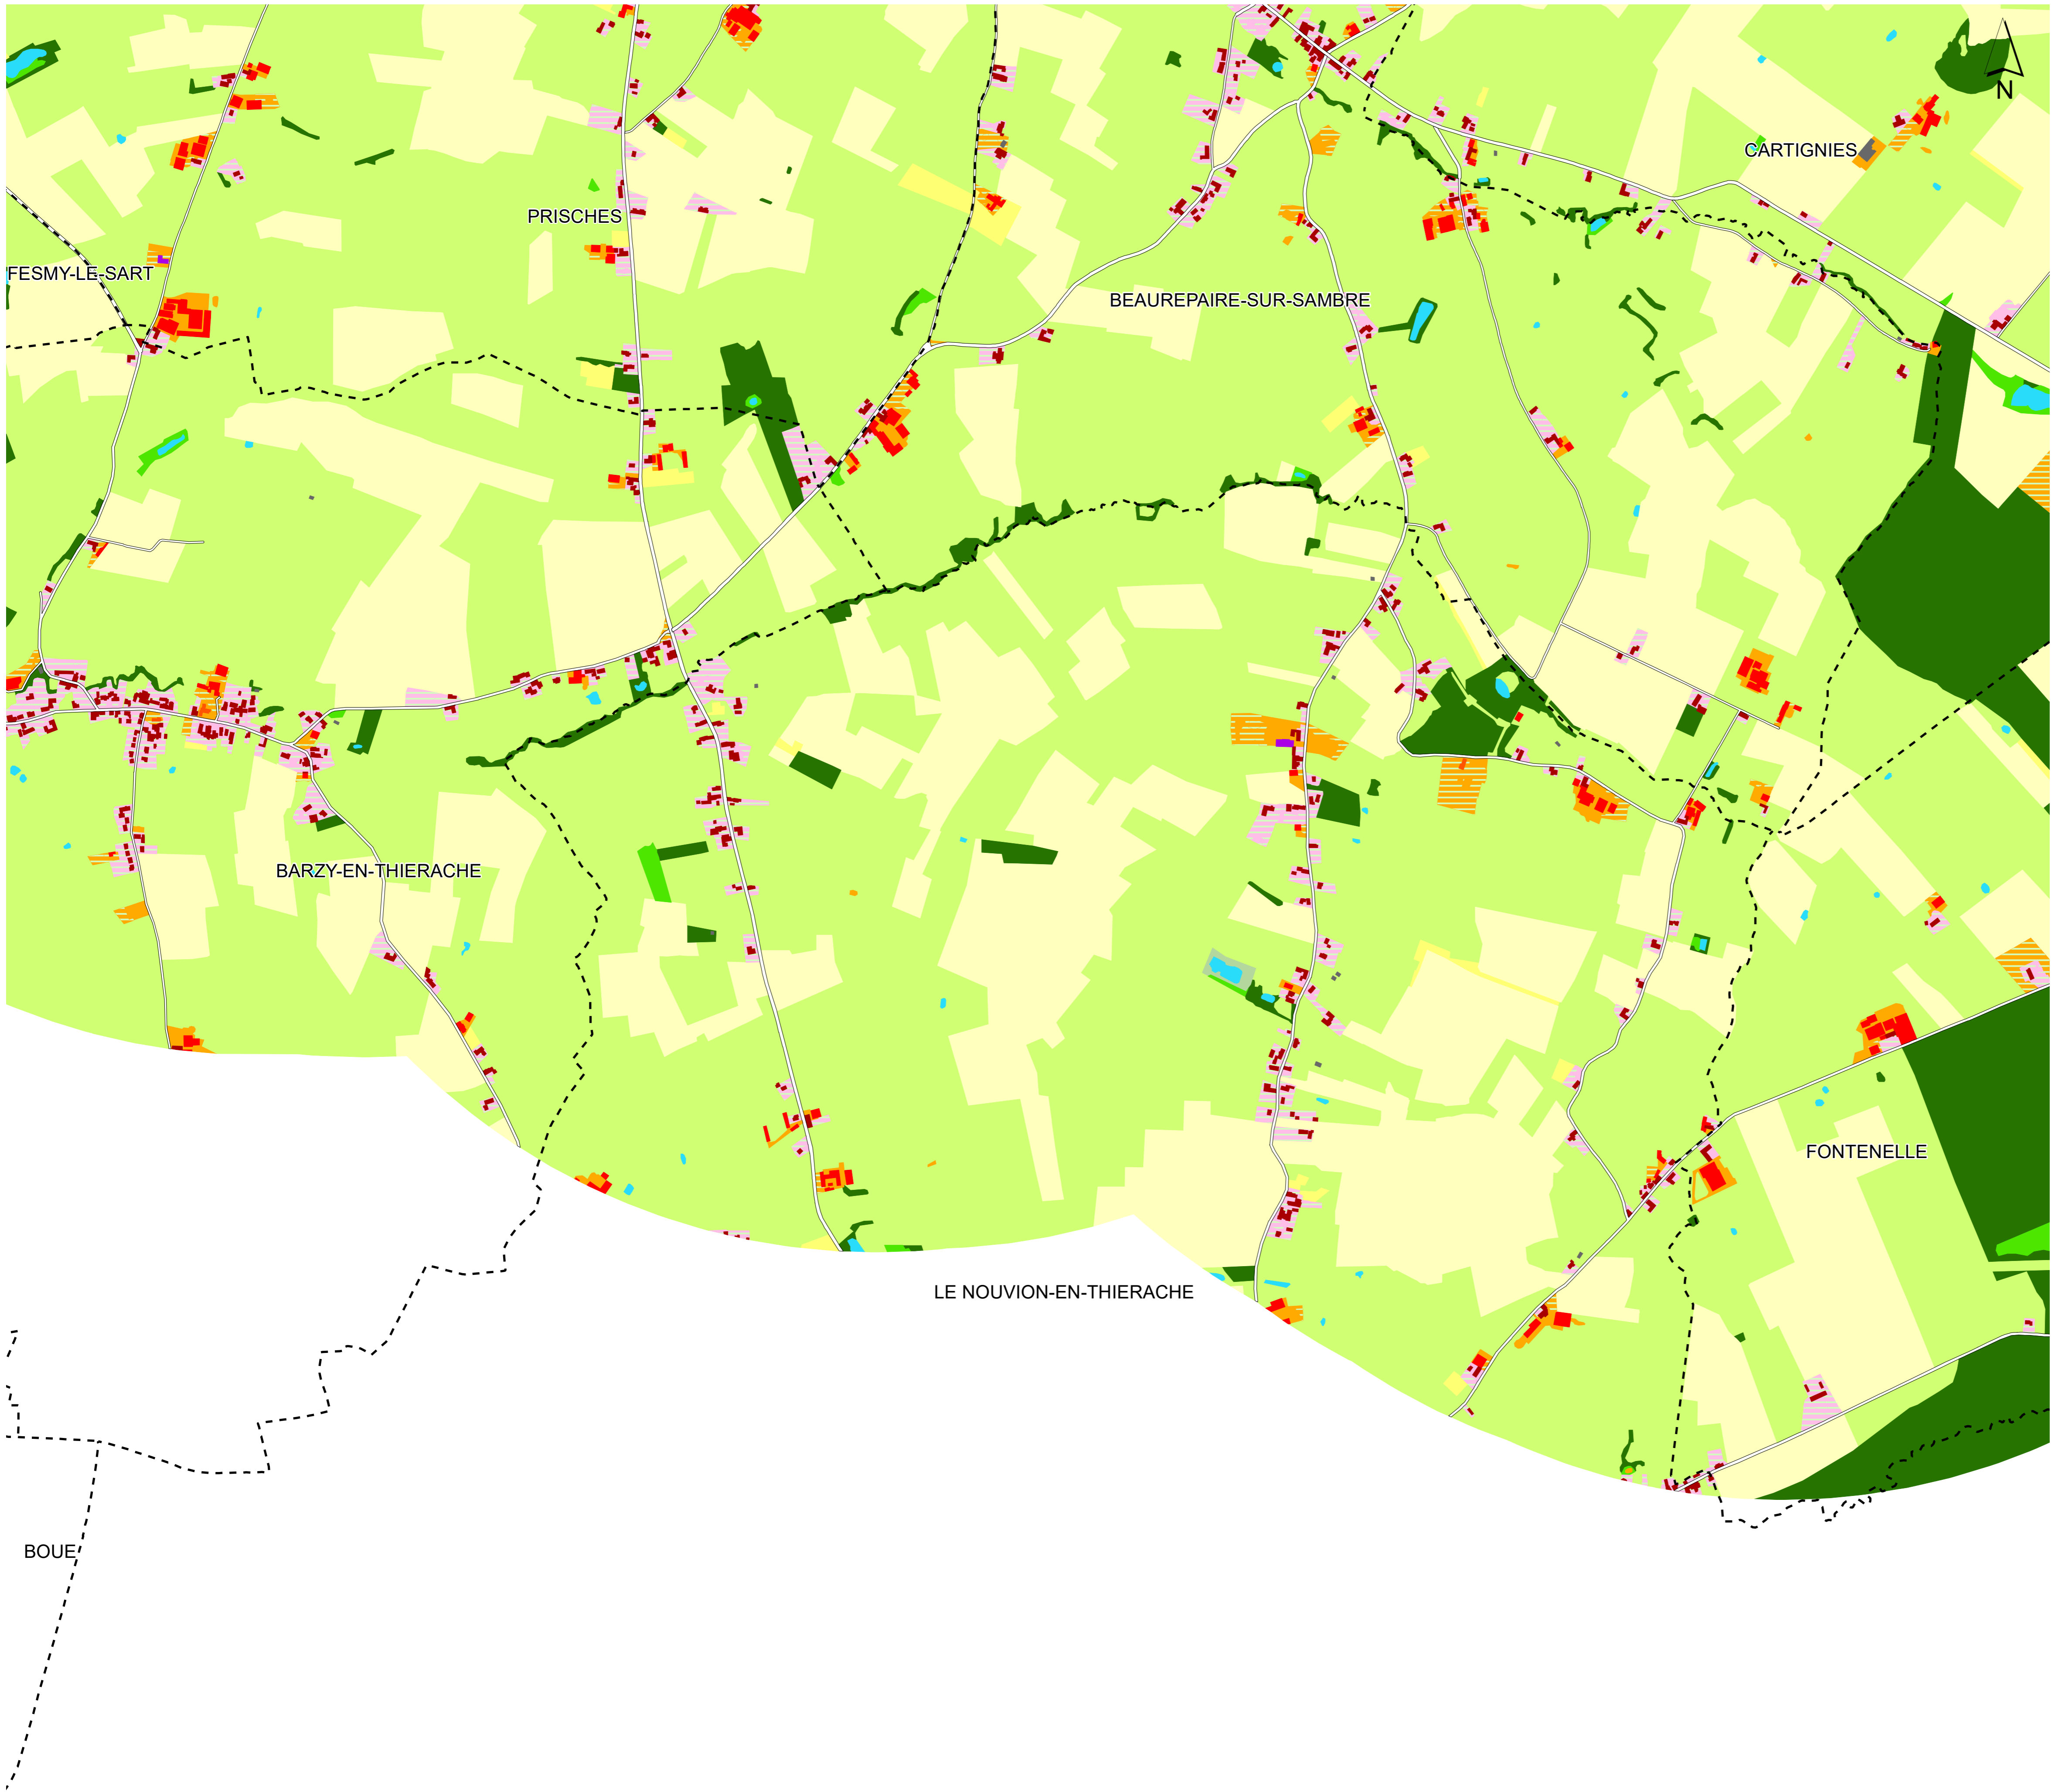 N
CARTIGNIES
PRISCHES
FESMY-LE-SART
BEAUREPAIRE-SUR-SAMBRE
BARZY-EN-THIERACHE
FONTENELLE
LE NOUVION-EN-THIERACHE
BOUE